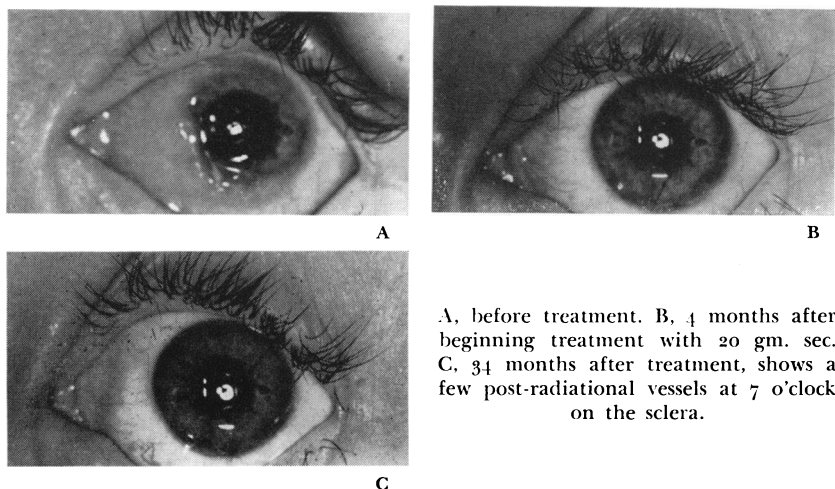 A
B
A, before treatment. B, 4 months after
beginning treatment with 20 gm. sec.
C, 34 months after treatment, shows a
few post-radiational vessels at 7 o'clock
on the sclera.
C